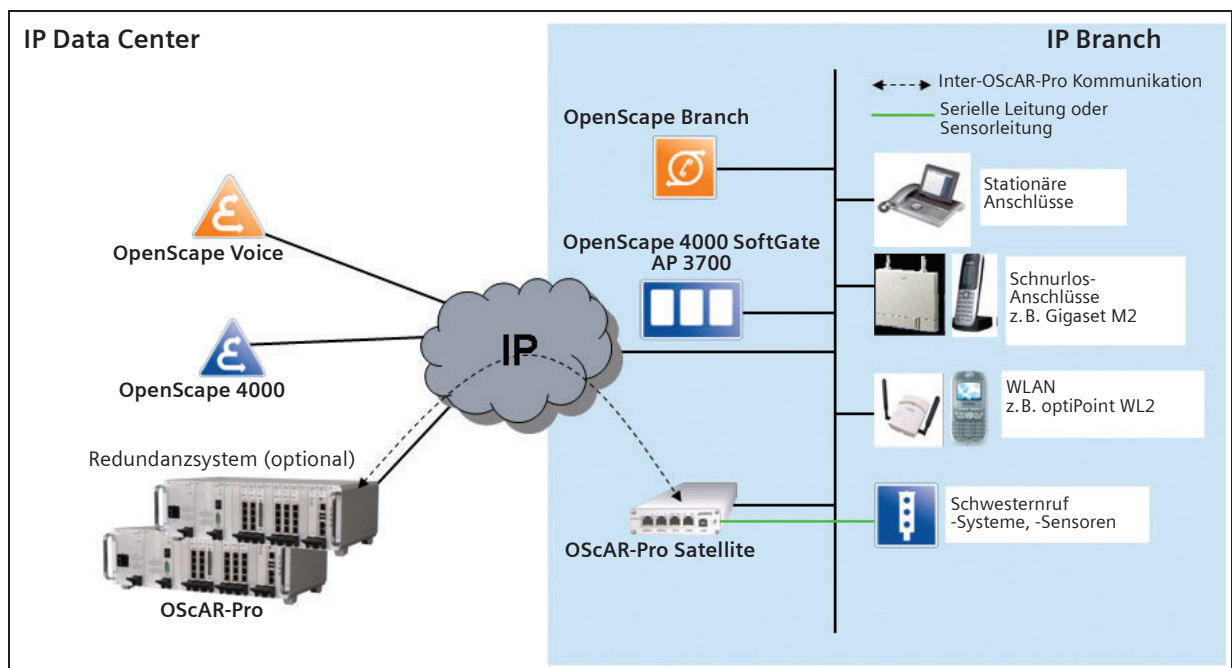 IP Data Center
IP Branch
Inter-OScAR-Pro Kommunikation
Serielle Leitung oder
Sensorleitung
OpenScape Branch
Stationäre
Anschlüsse
OpenScape Voice
OpenScape 4000 SoftGate
AP 3700
Schnurlos-
Anschlüsse
z.B. Gigaset M2
IP
OpenScape 4000
WLAN
z.B. optiPoint WL2
Redundanzsystem (optional)
Schwesternruf
-Systeme, -Sensoren
OScAR-Pro Satellite
OScAR-Pro